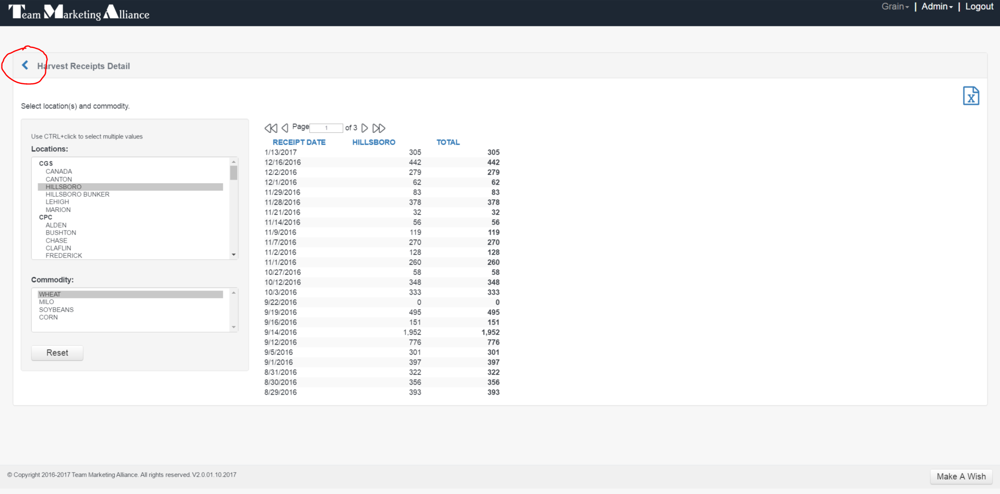 Team Marketing Alliance
Grain | Admin | Logout
Harvest Receipts Detail
Select location(s) and commodity.
Use CTRL+click to select multiple values
Locations:
CGS
CANADA
CANTON
HILLSBORO
HILLSBORO BUNKER
LEHIGH
MARION
CPC
ALDEN
BUSHTON
CHASE
CLAFLIN
FREDERICK
Commodity:
WHEAT
MILO
SOYBEANS
CORN
Reset
Page 1 of 3
RECEIPT DATE HILLSBORO TOTAL
1/13/2017 305 305
12/16/2016 442 442
12/2/2016 279 279
12/1/2016 62 62
11/29/2016 83 83
11/28/2016 378 378
11/21/2016 32 32
11/14/2016 56 56
11/9/2016 119 119
11/7/2016 270 270
11/2/2016 128 128
11/1/2016 260 260
10/27/2016 58 58
10/12/2016 348 348
10/3/2016 333 333
9/22/2016 0 0
9/19/2016 495 495
9/16/2016 151 151
9/14/2016 1,952 1,952
9/12/2016 776 776
9/5/2016 301 301
9/1/2016 397 397
8/31/2016 322 322
8/30/2016 356 356
8/29/2016 393 393
© Copyright 2016-2017 Team Marketing Alliance. All rights reserved. V2.0.01.10.2017
Make A Wish